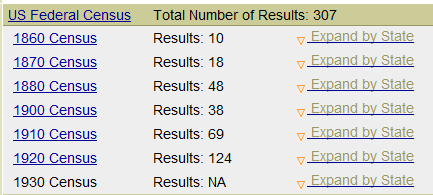 US Federal Census Total Number of Results: 307
1860 Census Results: 10 Expand by State
1870 Census Results: 18 Expand by State
1880 Census Results: 48 Expand by State
1900 Census Results: 38 Expand by State
1910 Census Results: 69 Expand by State
1920 Census Results: 124 Expand by State
1930 Census Results: NA Expand by State